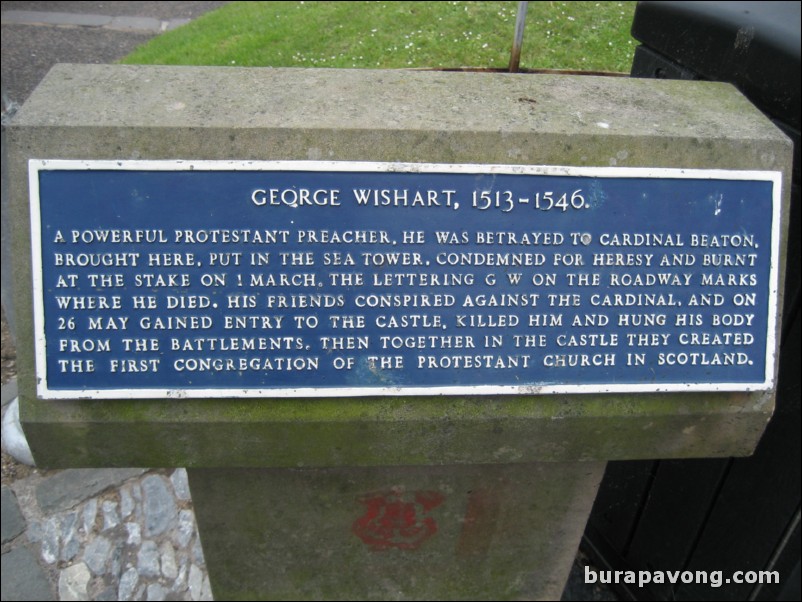 GEORGE WISHART, 1513-1546.
A POWERFUL PROTESTANT PREACHER, HE WAS BETRAYED TO CARDINAL BEATON,
BROUGHT HERE, PUT IN THE SEA TOWER, CONDEMNED FOR HERESY AND BURNT
AT THE STAKE ON 1 MARCH. THE LETTERING G W ON THE ROADWAY MARKS
WHERE HE DIED. HIS FRIENDS CONSPIRED AGAINST THE CARDINAL, AND ON
26 MAY GAINED ENTRY TO THE CASTLE, KILLED HIM AND HUNG HIS BODY
FROM THE BATTLEMENTS. THEN TOGETHER IN THE CASTLE THEY CREATED
THE FIRST CONGREGATION OF THE PROTESTANT CHURCH IN SCOTLAND.
burapavong.com